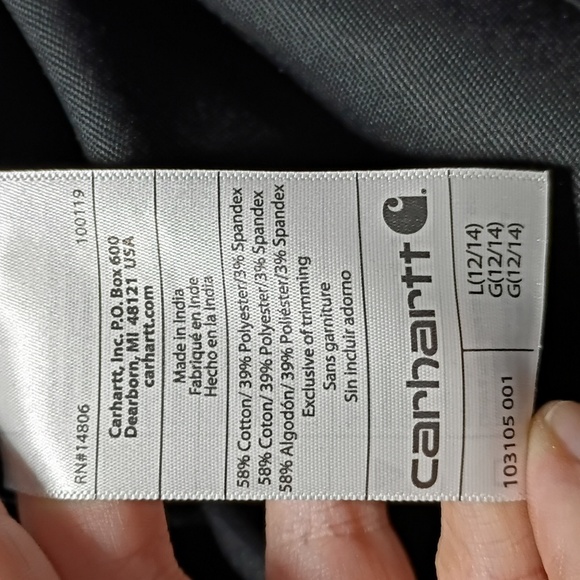 carhartt
103105 001
L(12/14)
G(12/14)
G(12/14)
58% Cotton/ 39% Polyester/3% Spandex
58% Coton/ 39% Polyester/3% Spandex
58% Algodón/ 39% Poliéster/3% Spandex
Exclusive of trimming
Sans garniture
Sin incluir adorno
Made in India
Fabriqué en Inde
Hecho en la India
Carhartt, Inc. P.O. Box 600
Dearborn, MI 48121 USA
carhartt.com
RN#14806
100119